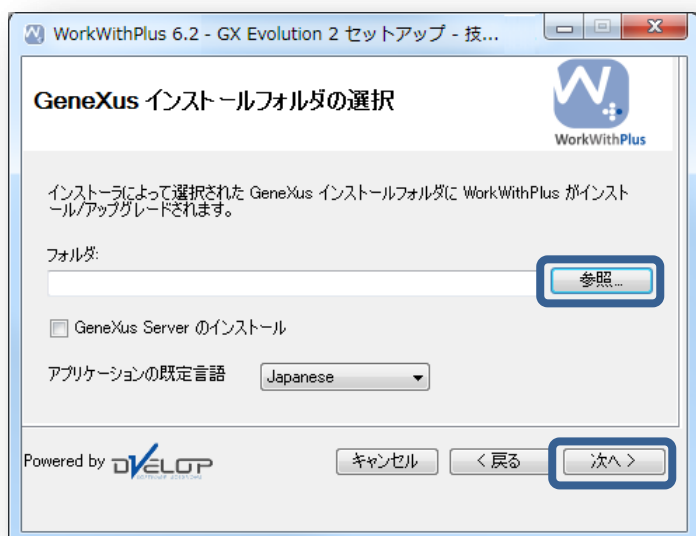 WorkWithPlus 6.2 - GX Evolution 2 セットアップ - 技...
GeneXus インストールフォルダの選択
WorkWithPlus
インストーラによって選択された GeneXus インストールフォルダに WorkWithPlus がインスト
ール/アップグレードされます。
フォルダ:
参照...
GeneXus Server のインストール
アプリケーションの既定言語
Japanese
Powered by DVELOP
SOFTWARE SOLUTIONS
キャンセル
< 戻る
次へ >